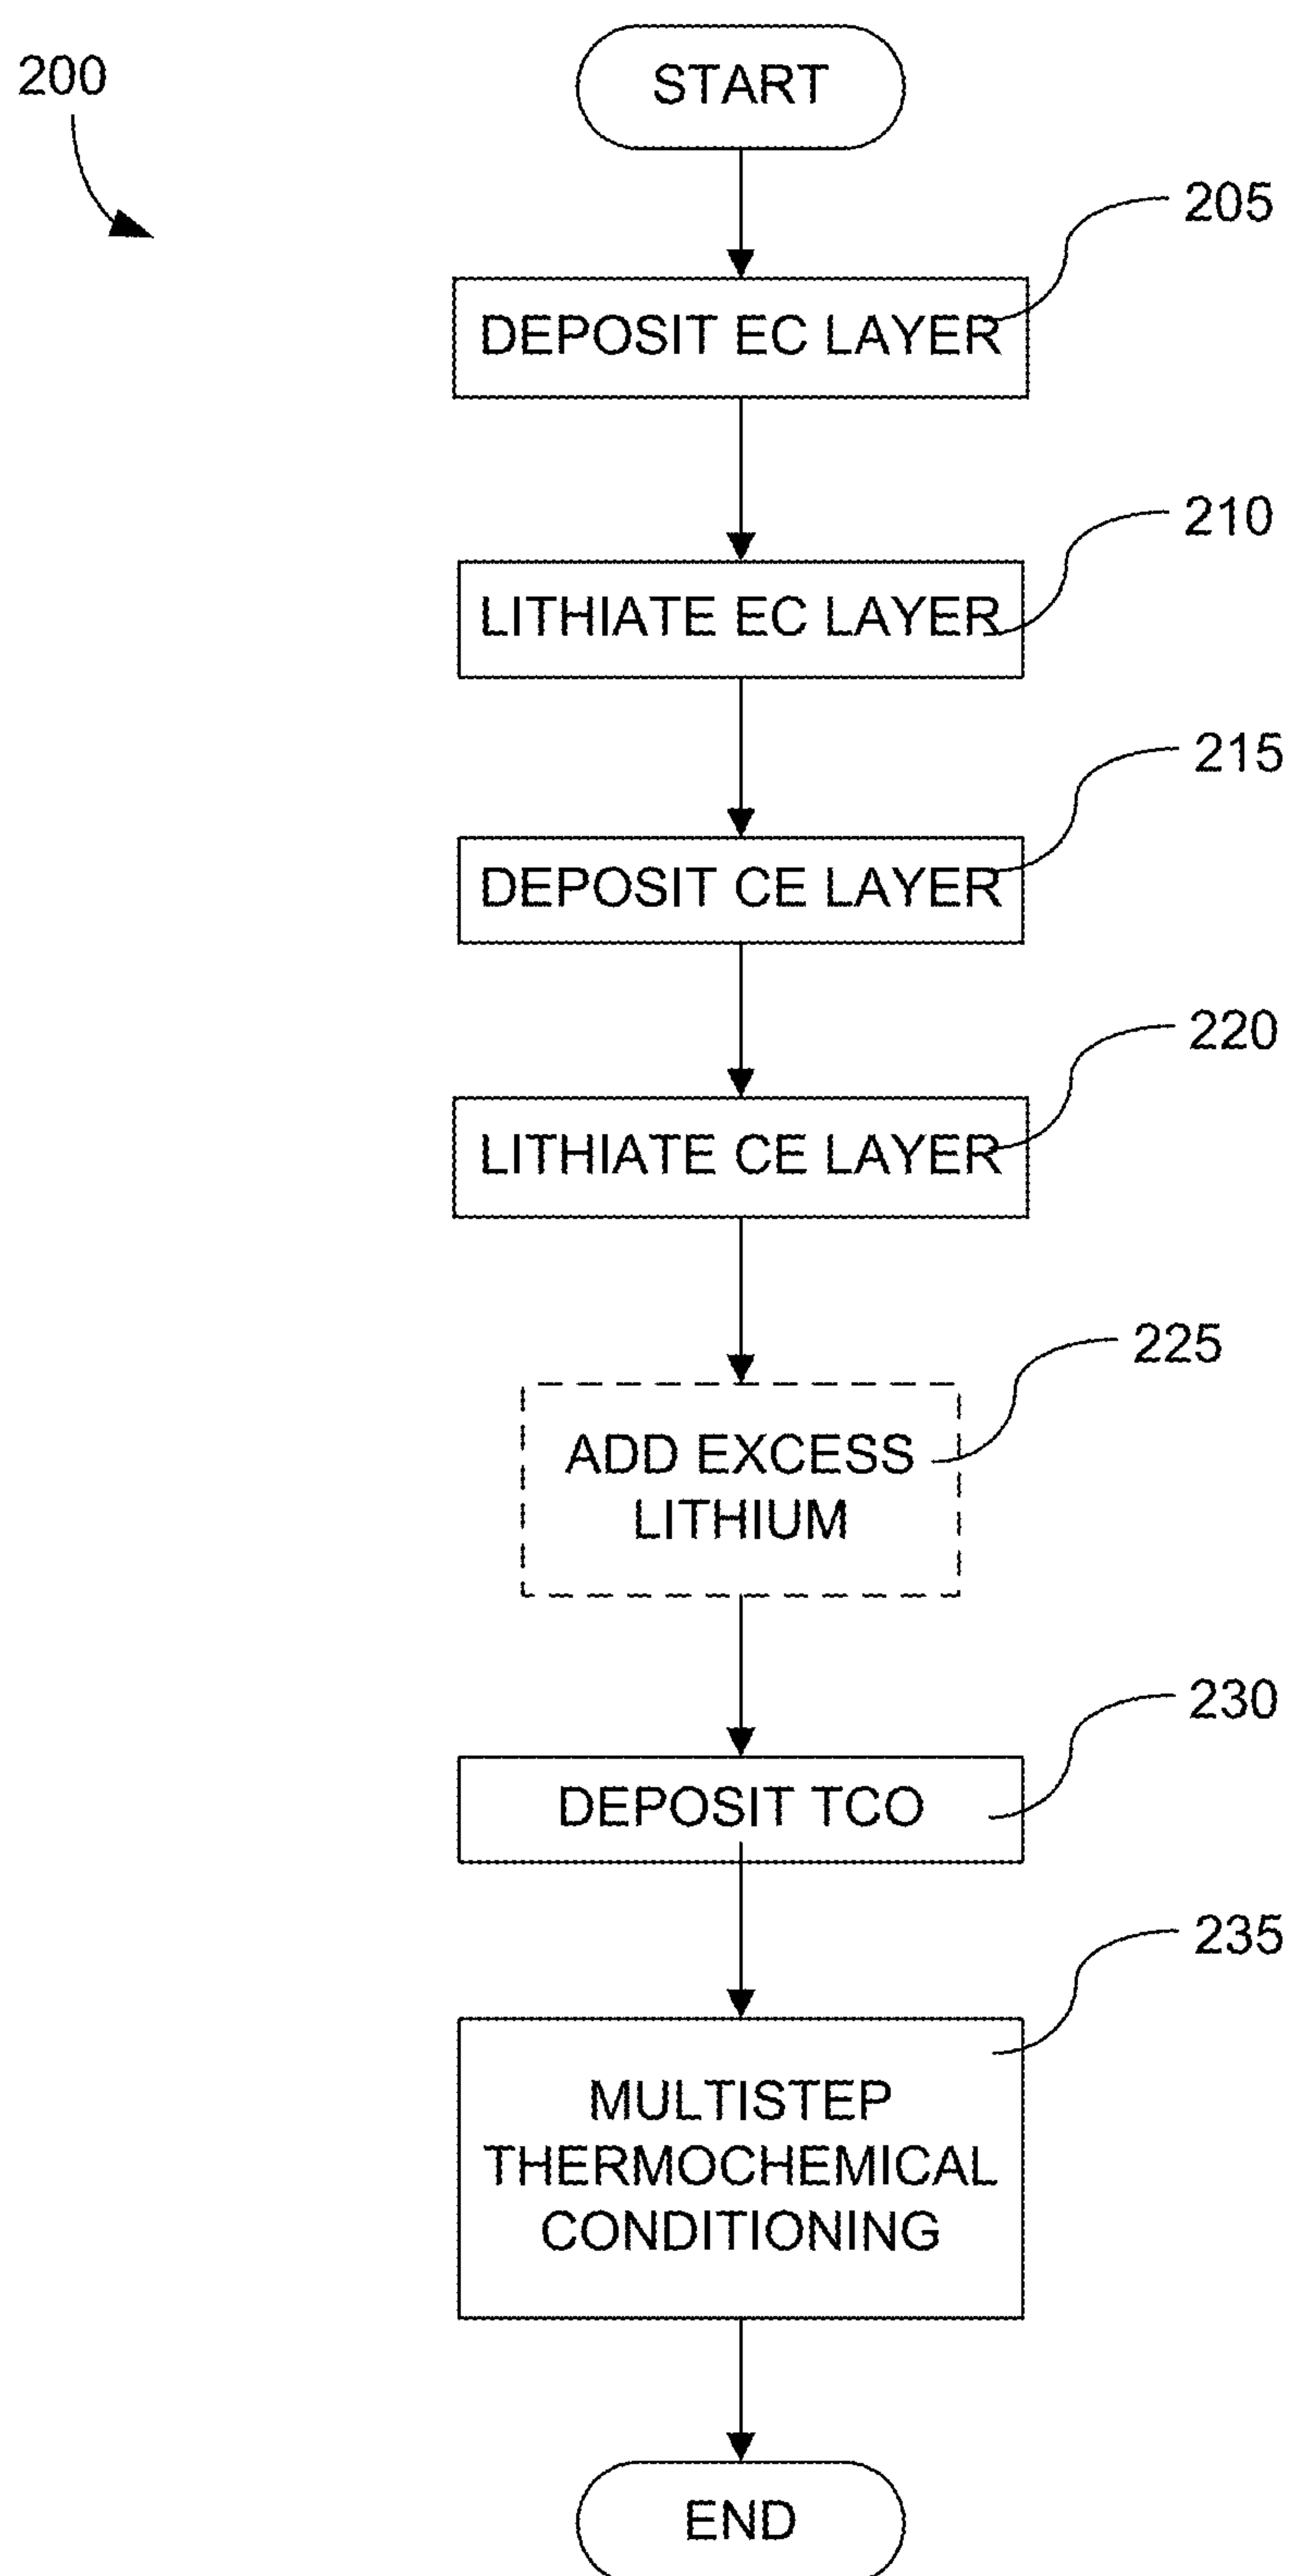 200
START
205
DEPOSIT EC LAYER
210
LITHIATE EC LAYER
215
DEPOSIT CE LAYER
220
LITHIATE CE LAYER
225
ADD EXCESS
LITHIUM
230
DEPOSIT TCO
235
MULTISTEP
THERMOCHEMICAL
CONDITIONING
END